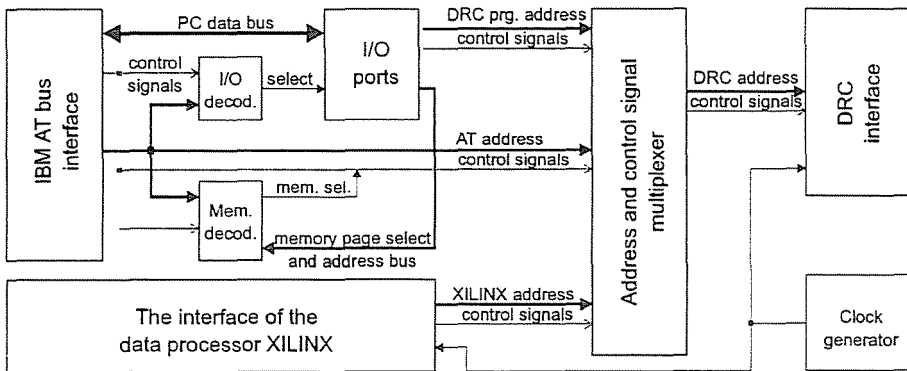 IBM AT bus
interface
PC data bus
control
signals
I/O
decod.
select
I/O
ports
DRC prg. address
control signals
AT address
control signals
Mem.
decod.
mem. sel.
memory page select
and address bus
Address and control signal
multiplexer
DRC address
control signals
DRC
interface
XILINX address
control signals
The interface of the
data processor XILINX
Clock
generator